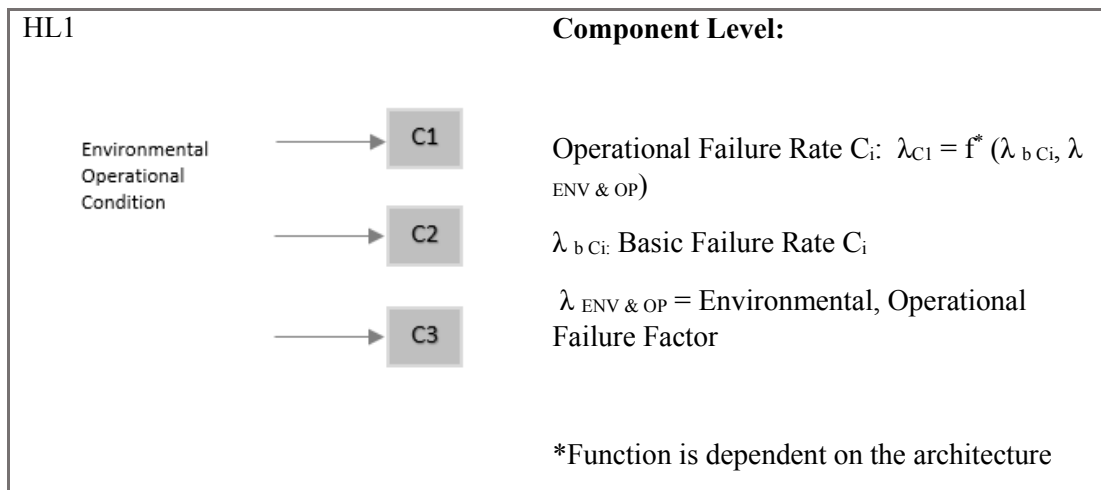 HL1
Component Level:
Environmental
Operational
Condition
C1
C2
C3
Operational Failure Rate Cᵢ: λC1 = f* (λ b Ci, λ
ENV & OP)
λ b Ci: Basic Failure Rate Cᵢ
λ ENV & OP = Environmental, Operational
Failure Factor
*Function is dependent on the architecture